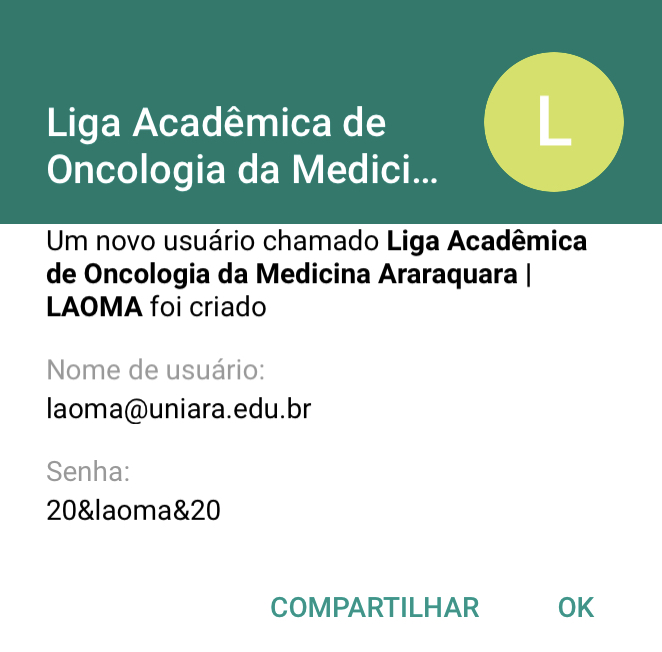 Liga Acadêmica de
Oncologia da Medici...
L
Um novo usuário chamado Liga Acadêmica
de Oncologia da Medicina Araraquara |
LAOMA foi criado
Nome de usuário:
laoma@uniara.edu.br
Senha:
20&laoma&20
COMPARTILHAR OK